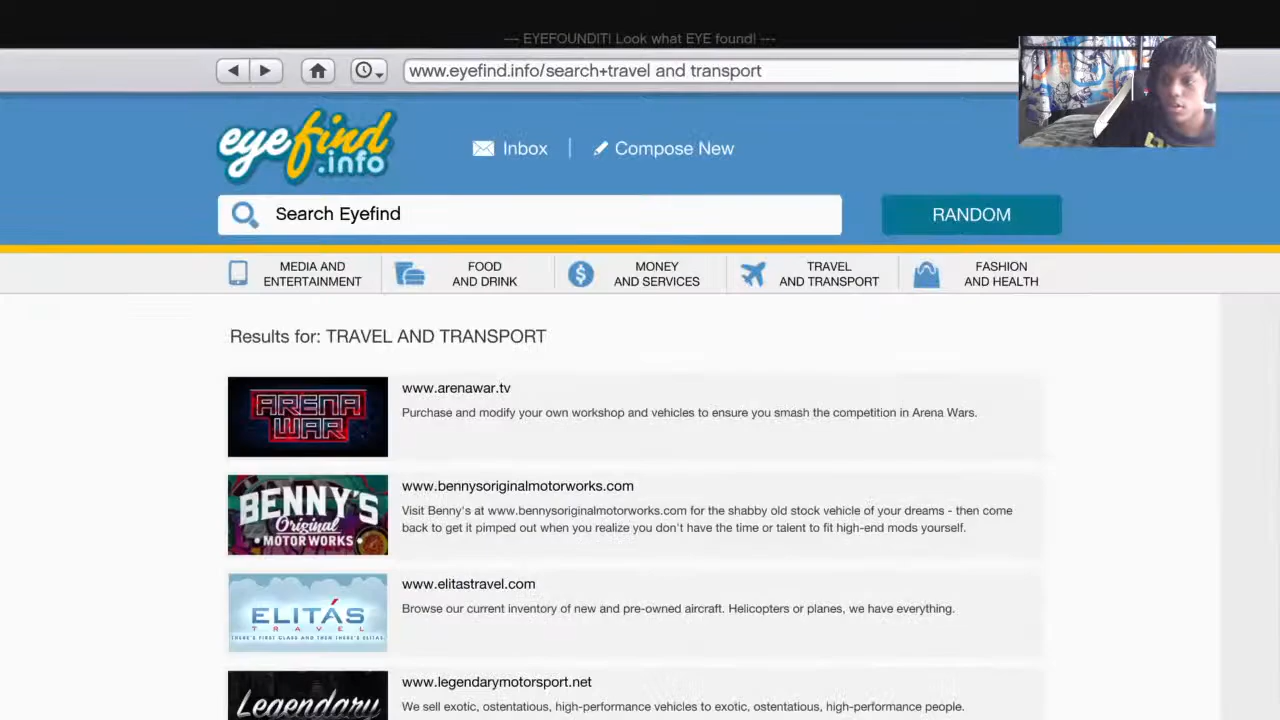 --- EYEFOUNDIT! Look what EYE found! ---
www.eyefind.info/search+travel and transport
eyefind
.info
Inbox
Compose New
Search Eyefind
RANDOM
MEDIA AND
ENTERTAINMENT
FOOD
AND DRINK
MONEY
AND SERVICES
TRAVEL
AND TRANSPORT
FASHION
AND HEALTH
Results for: TRAVEL AND TRANSPORT
ARENA
WAR
www.arenawar.tv
Purchase and modify your own workshop and vehicles to ensure you smash the competition in Arena Wars.
BENNY'S
Original
MOTOR WORKS
www.bennysoriginalmotorworks.com
Visit Benny's at www.bennysoriginalmotorworks.com for the shabby old stock vehicle of your dreams - then come
back to get it pimped out when you realize you don't have the time or talent to fit high-end mods yourself.
ELITÁS
TRAVEL
THERE'S FIRST CLASS AND THEN THERE'S ELITAS
www.elitastravel.com
Browse our current inventory of new and pre-owned aircraft. Helicopters or planes, we have everything.
Legendary
www.legendarymotorsport.net
We sell exotic, ostentatious, high-performance vehicles to exotic, ostentatious, high-performance people.